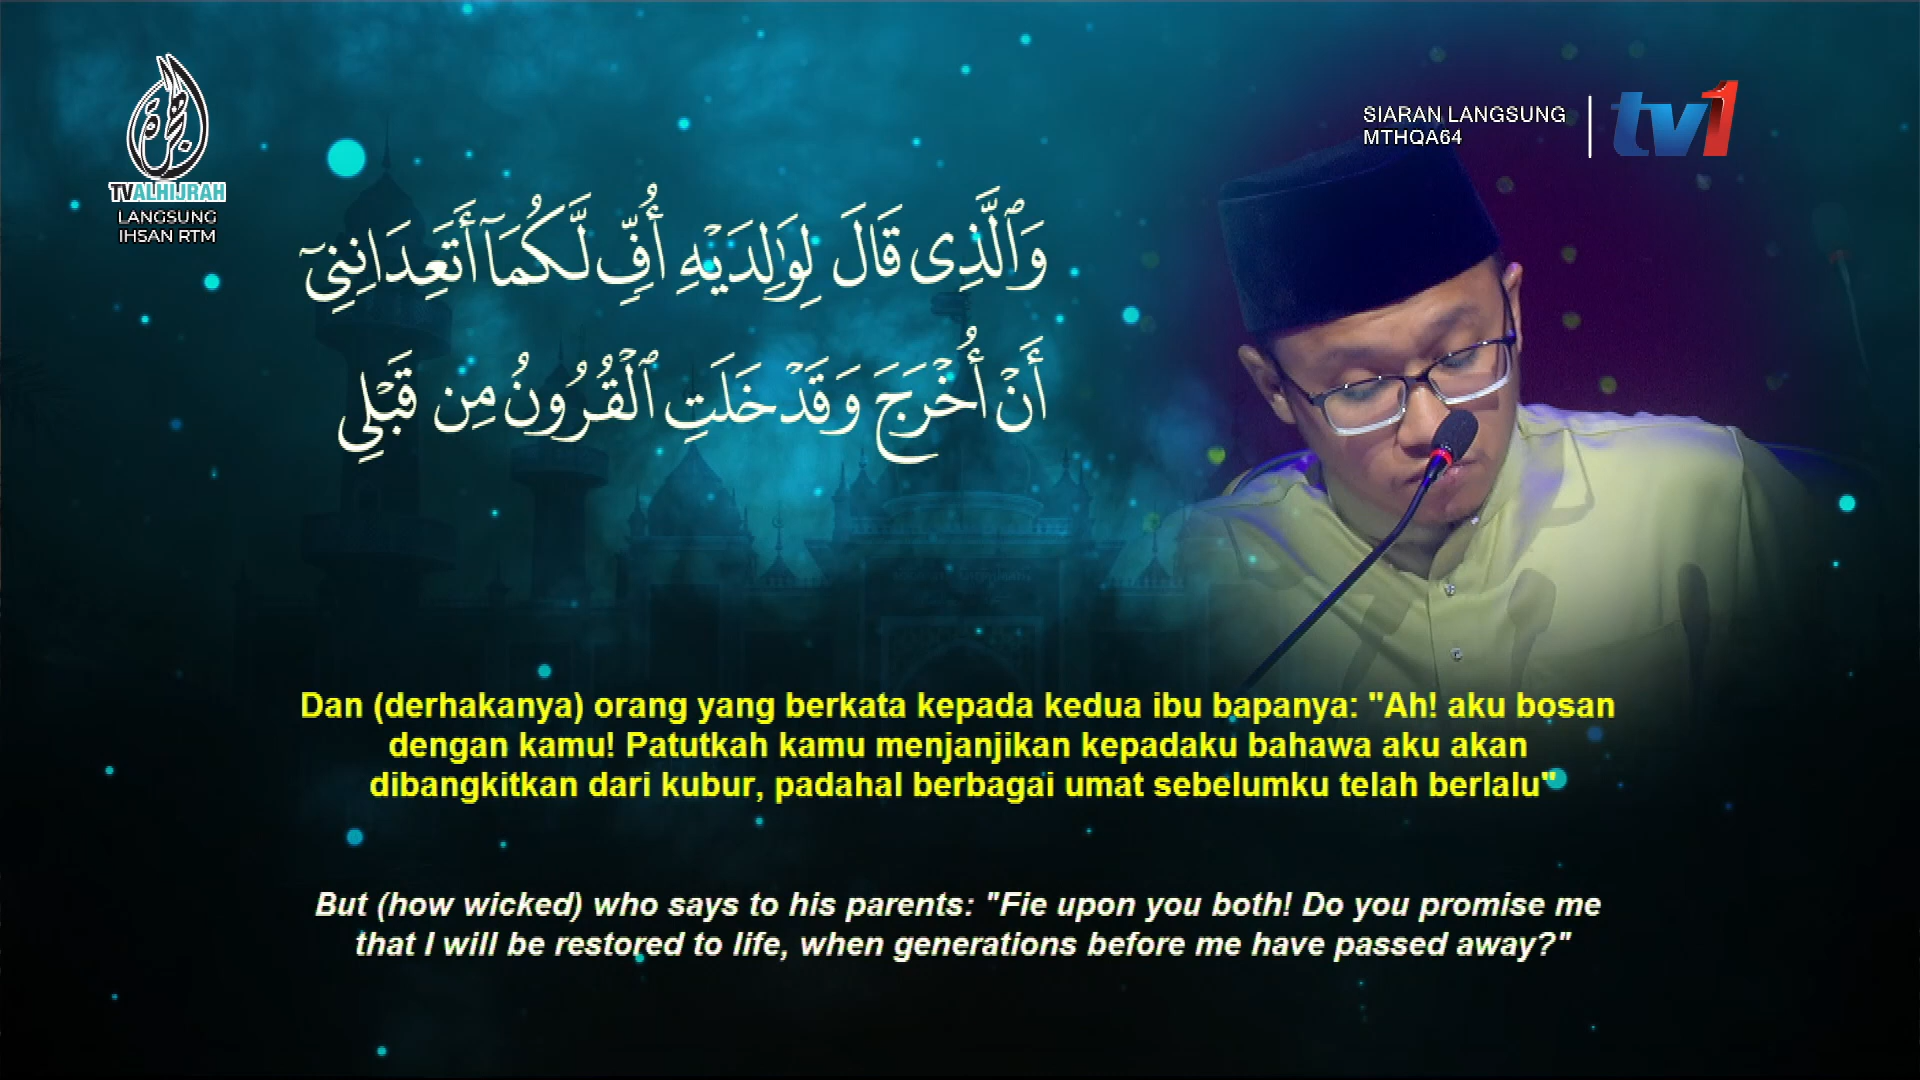 TVALHIJRAH
LANGSUNG
IHSAN RTM
SIARAN LANGSUNG
MTHQA64
tv1
وَٱلَّذِى قَالَ لِوَٰلِدَيْهِ أُفٍّ لَّكُمَآ أَتَعِدَانِنِىٓ
أَنْ أُخْرَجَ وَقَدْ خَلَتِ ٱلْقُرُونُ مِن قَبْلِى
Dan (derhakanya) orang yang berkata kepada kedua ibu bapanya: "Ah! aku bosan
dengan kamu! Patutkah kamu menjanjikan kepadaku bahawa aku akan
dibangkitkan dari kubur, padahal berbagai umat sebelumku telah berlalu"
But (how wicked) who says to his parents: "Fie upon you both! Do you promise me
that I will be restored to life, when generations before me have passed away?"